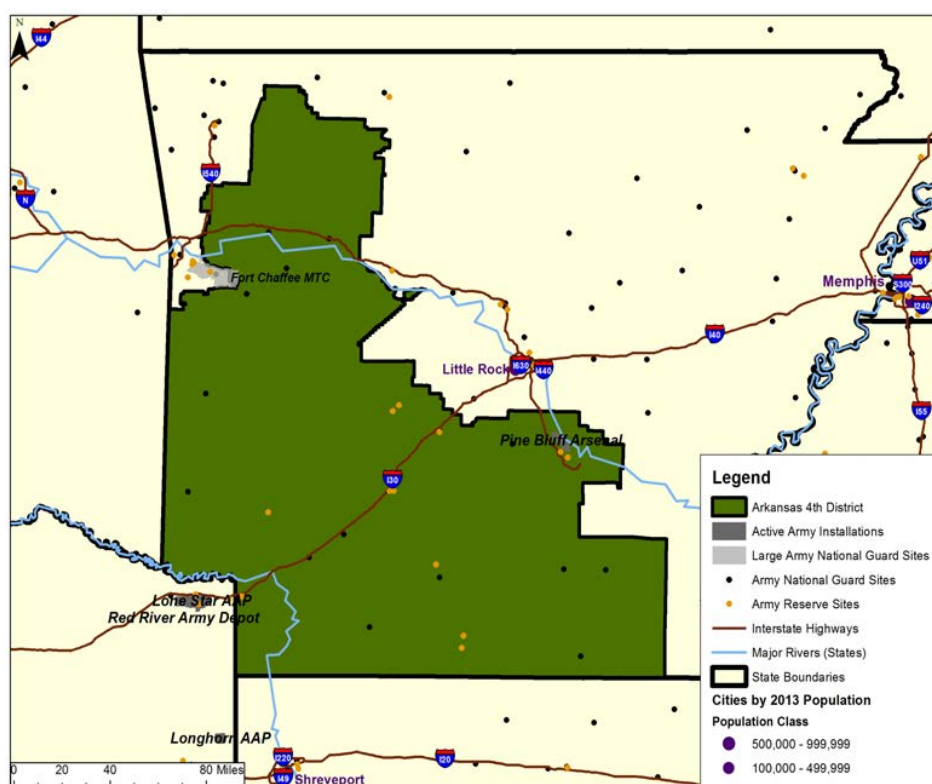 N
I44
I540
N
Fort Chaffee MTC
U51
Memphis
S300
I240
I40
Little Rock
I630
I440
I55
Pine Bluff Arsenal
I30
Lone Star AAP
Red River Army Depot
Longhorn AAP
I220
I20
I49
Shreveport
0 20 40 80 Miles
Legend
Arkansas 4th District
Active Army Installations
Large Army National Guard Sites
Army National Guard Sites
Army Reserve Sites
Interstate Highways
Major Rivers (States)
State Boundaries
Cities by 2013 Population
Population Class
500,000 - 999,999
100,000 - 499,999